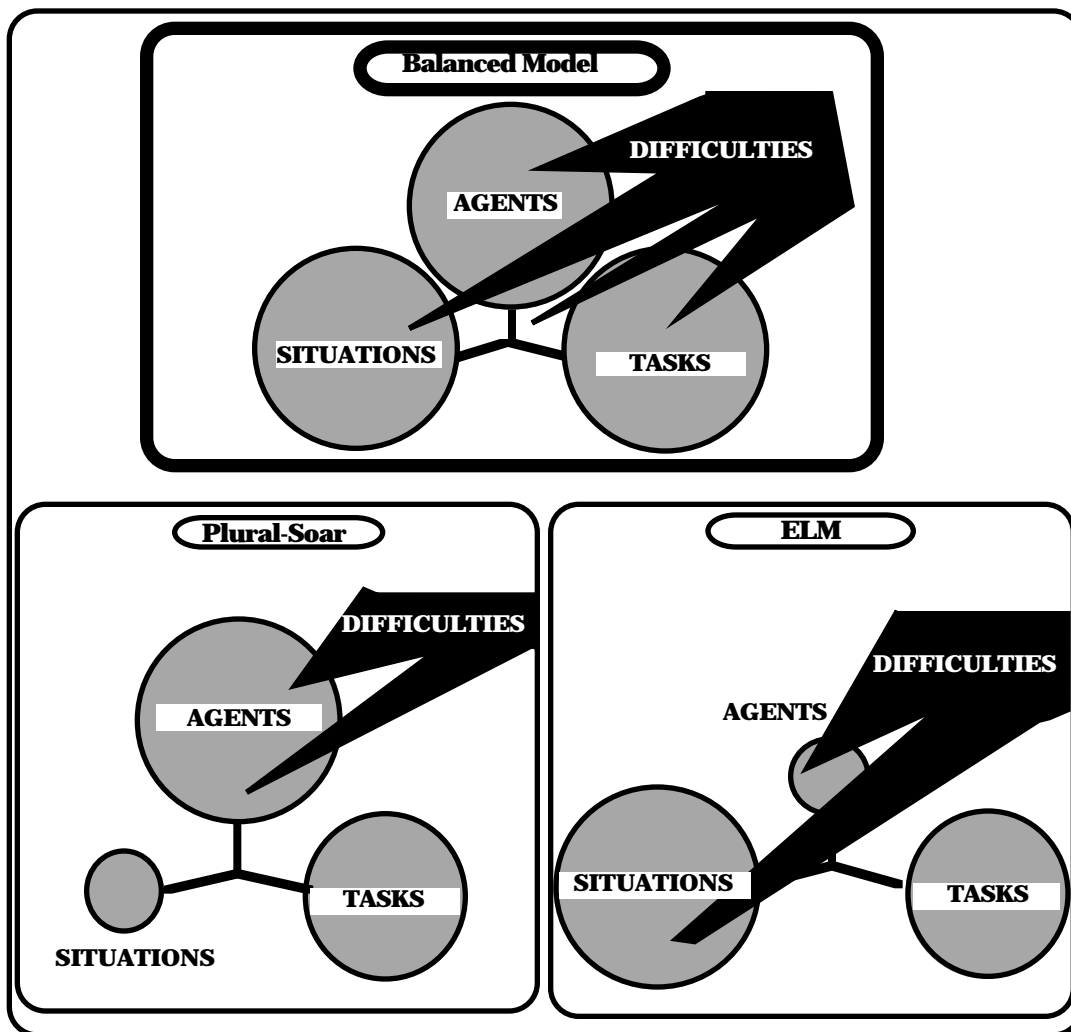 Balanced Model
DIFFICULTIES
AGENTS
SITUATIONS
TASKS
Plural-Soar
DIFFICULTIES
AGENTS
TASKS
SITUATIONS
ELM
DIFFICULTIES
AGENTS
SITUATIONS
TASKS